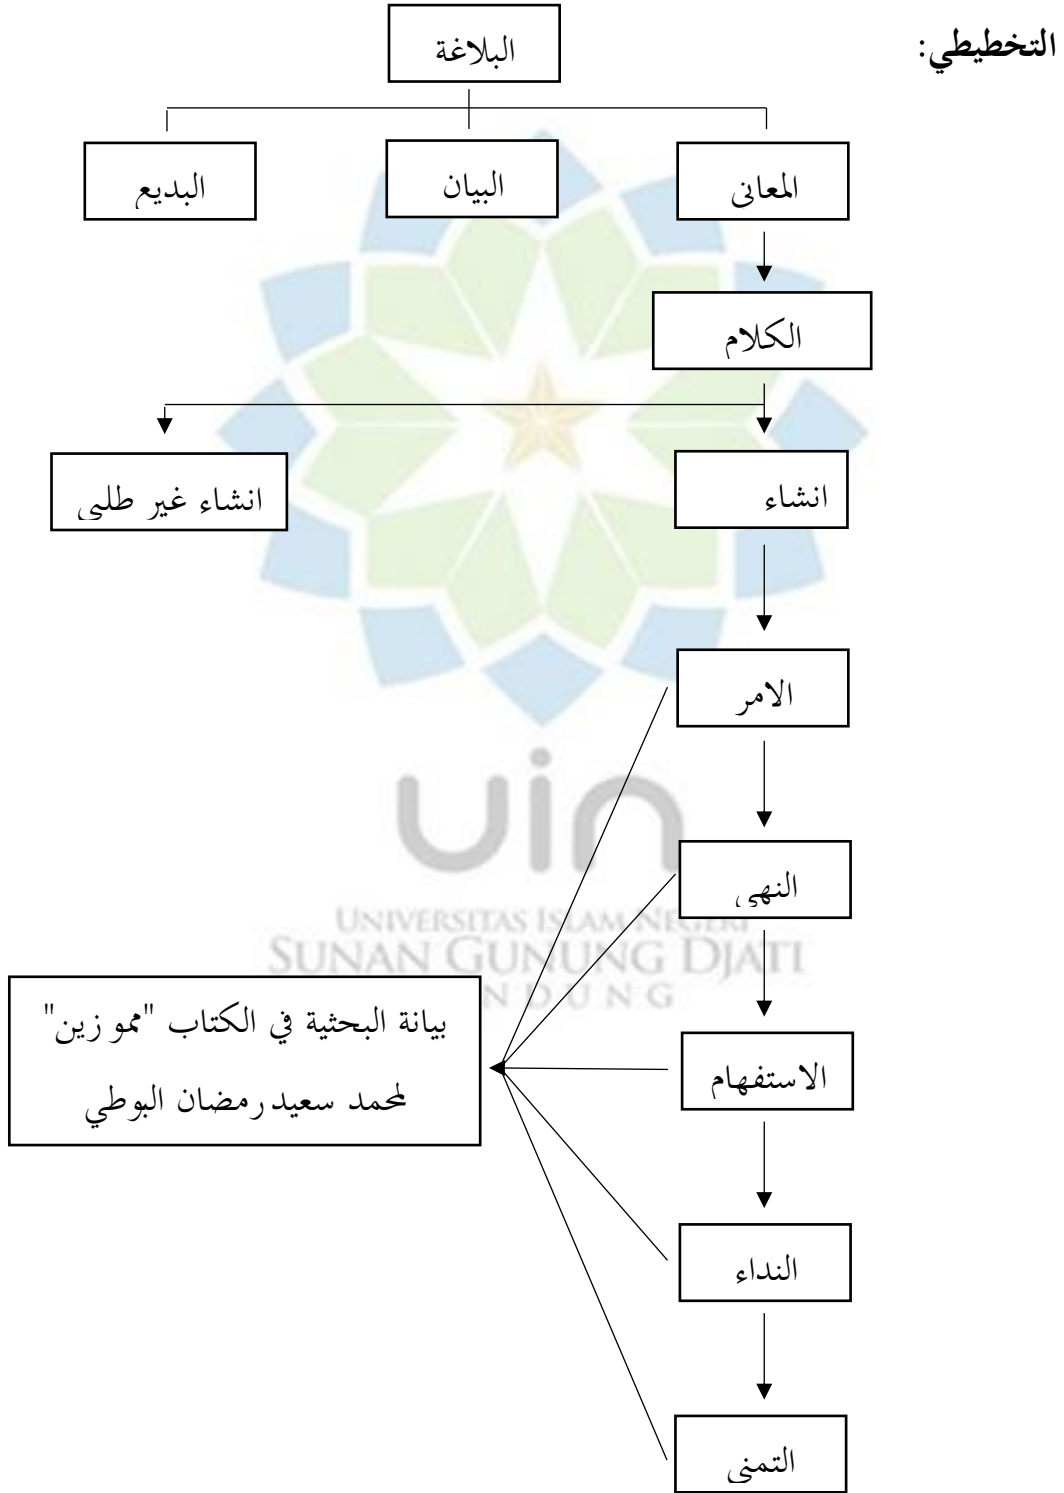 التخطيطي:
البلاغة
المعانى
البيان
البديع
الكلام
انشاء
انشاء غير طلبى
الامر
uin
النهى
UNIVERSITAS ISLAM NEGERI
SUNAN GUNUNG DJATI
بيانة البحثية في الكتاب "ممو زين"
لمحمد سعيد رمضان البوطي
الاستفهام
النداء
التمنى